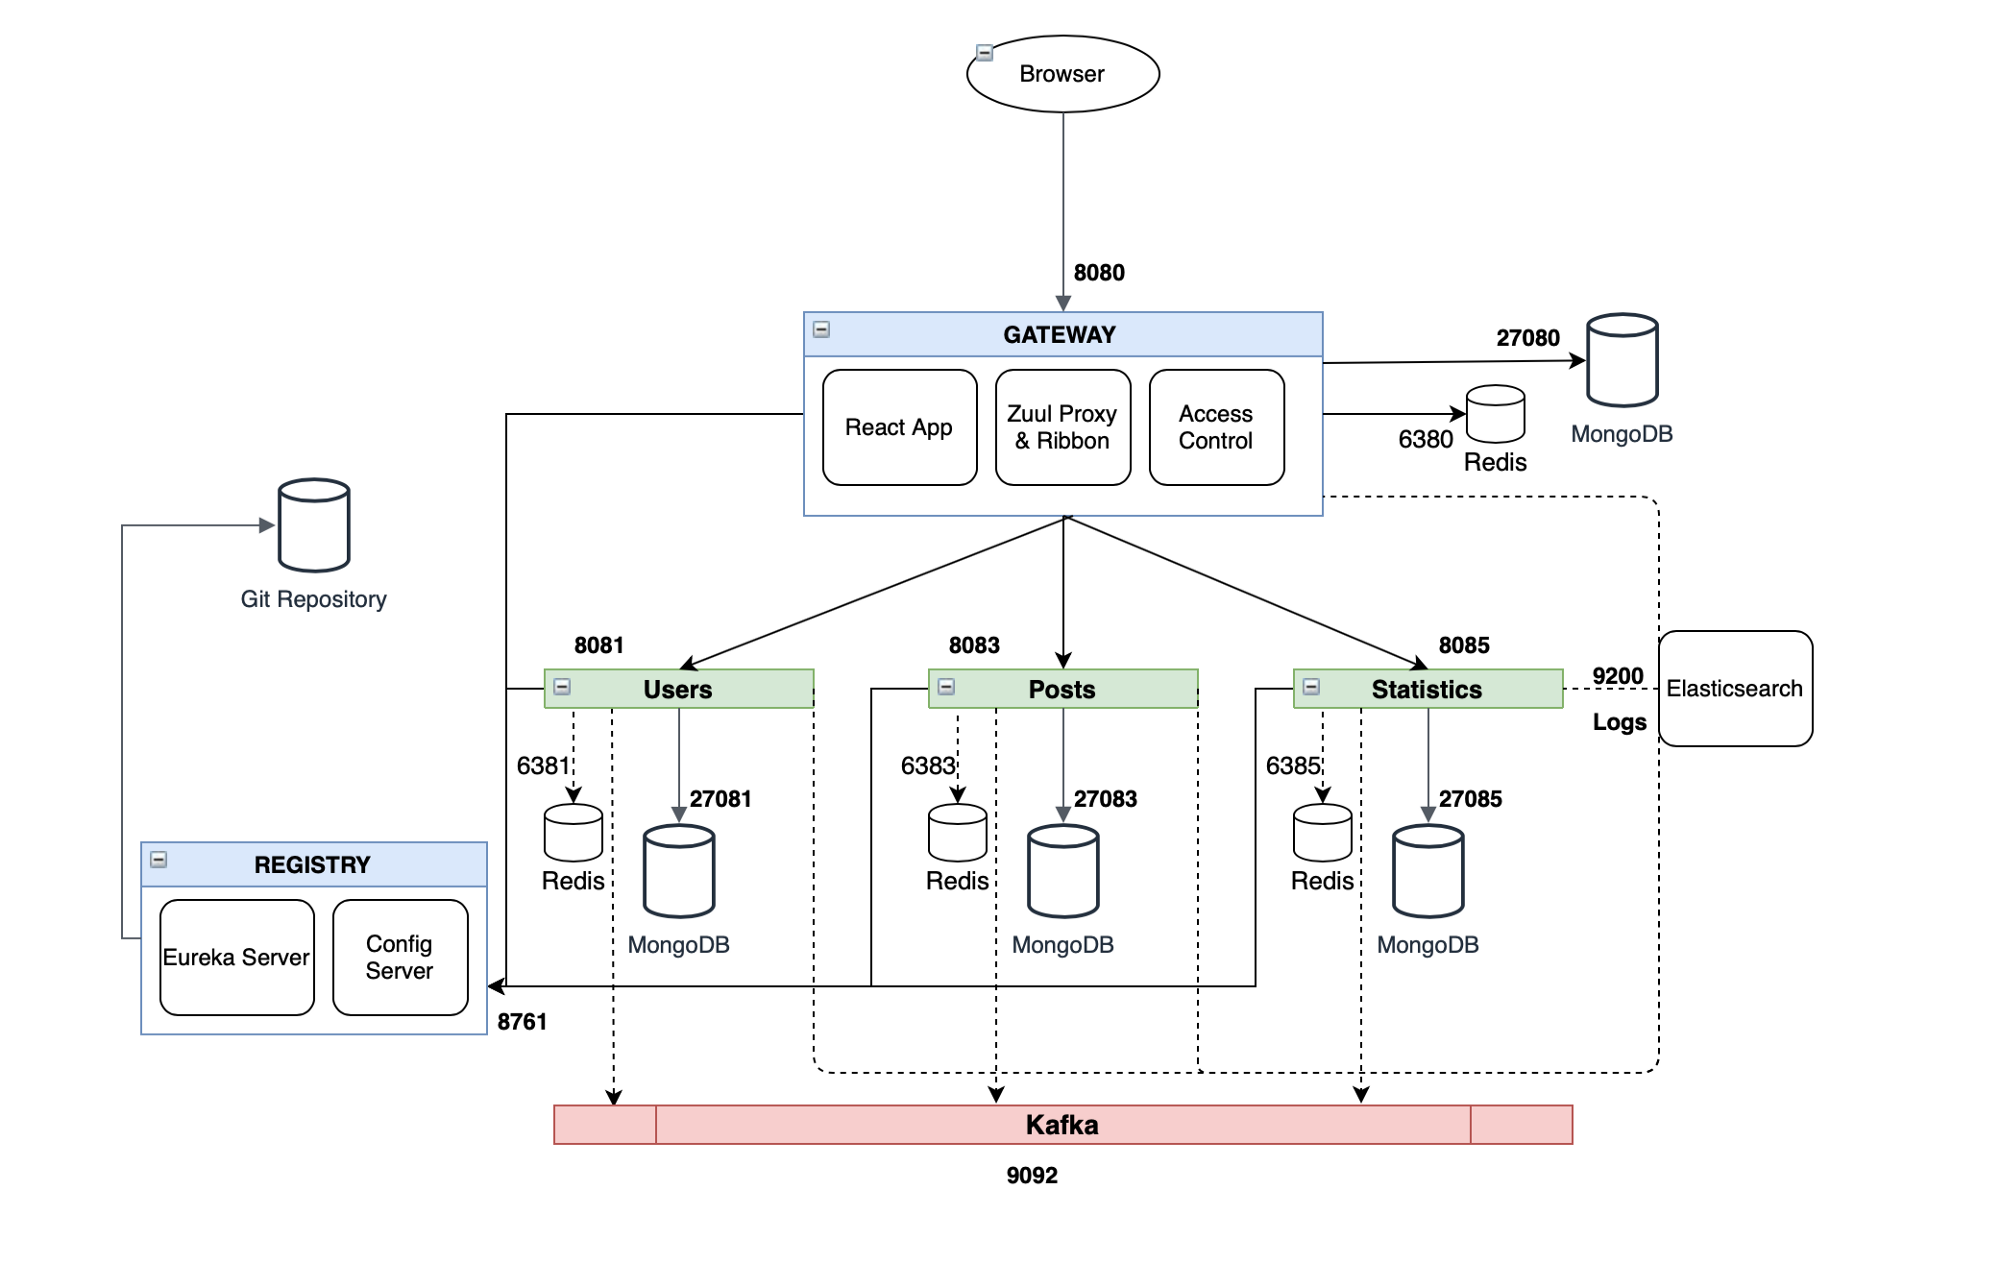 Browser
8080
GATEWAY
27080
React App
Zuul Proxy
& Ribbon
Access
Control
6380
Redis
MongoDB
Git Repository
8081
8083
8085
Users
Posts
Statistics
9200
Elasticsearch
Logs
6381
27081
6383
27083
6385
27085
Redis
MongoDB
Redis
MongoDB
Redis
MongoDB
REGISTRY
Eureka Server
Config
Server
8761
Kafka
9092